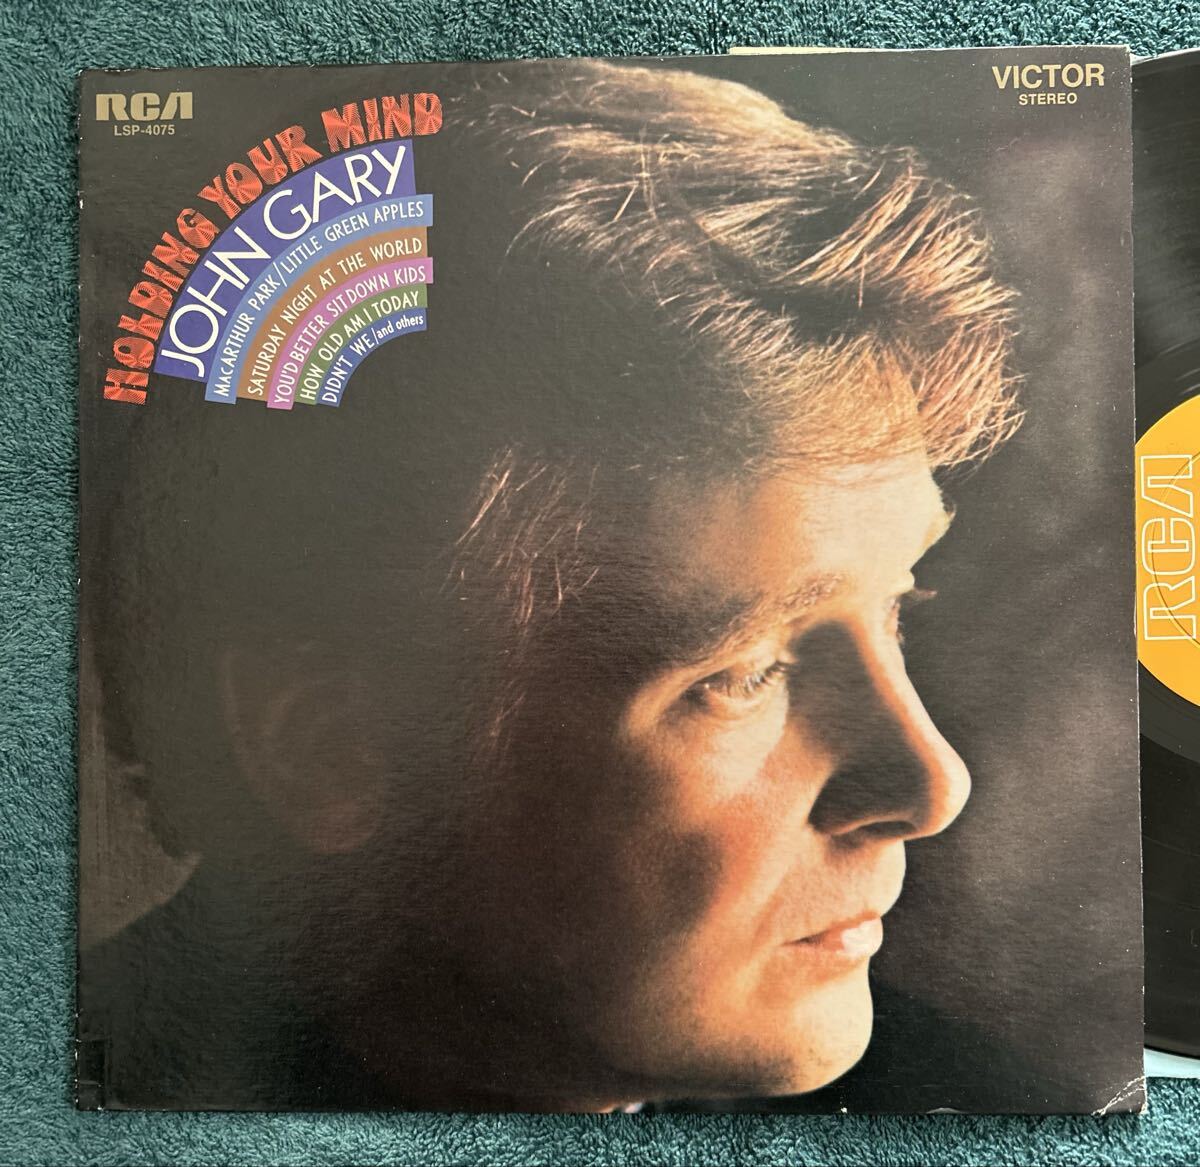 RCA
LSP-4075
VICTOR
STEREO
HOLDING YOUR MIND
JOHN GARY
MACARTHUR PARK/LITTLE GREEN APPLES
SATURDAY NIGHT AT THE WORLD
YOU'D BETTER SIT DOWN KIDS
HOW OLD AM I TODAY
DIDN'T WE/and others
RCA